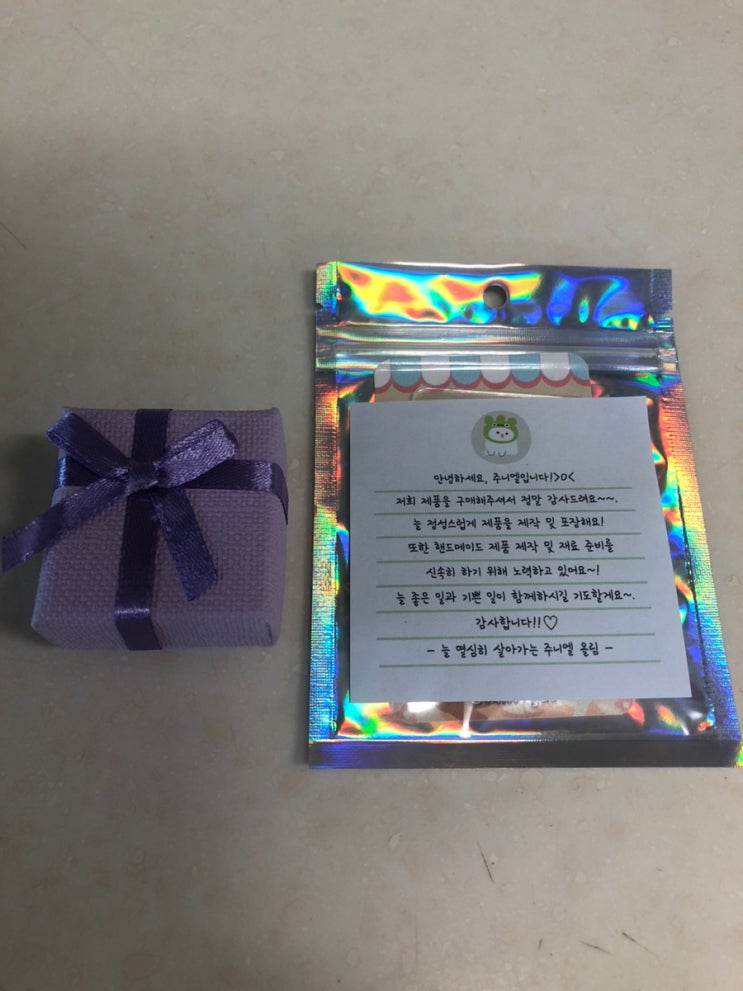 안녕하세요, 주니엘입니다!>0<
저희 제품을 구매해주셔서 정말 감사드려요~~.
늘 정성스럽게 제품을 제작 및 포장해요!
또한 핸드메이드 제품 제작 및 재료 준비를
신속히 하기 위해 노력하고 있어요~!
늘 좋은 일과 기쁜 일이 함께하시길 기도할게요~.
감사합니다!!♡
- 늘 열심히 살아가는 주니엘 올림 -